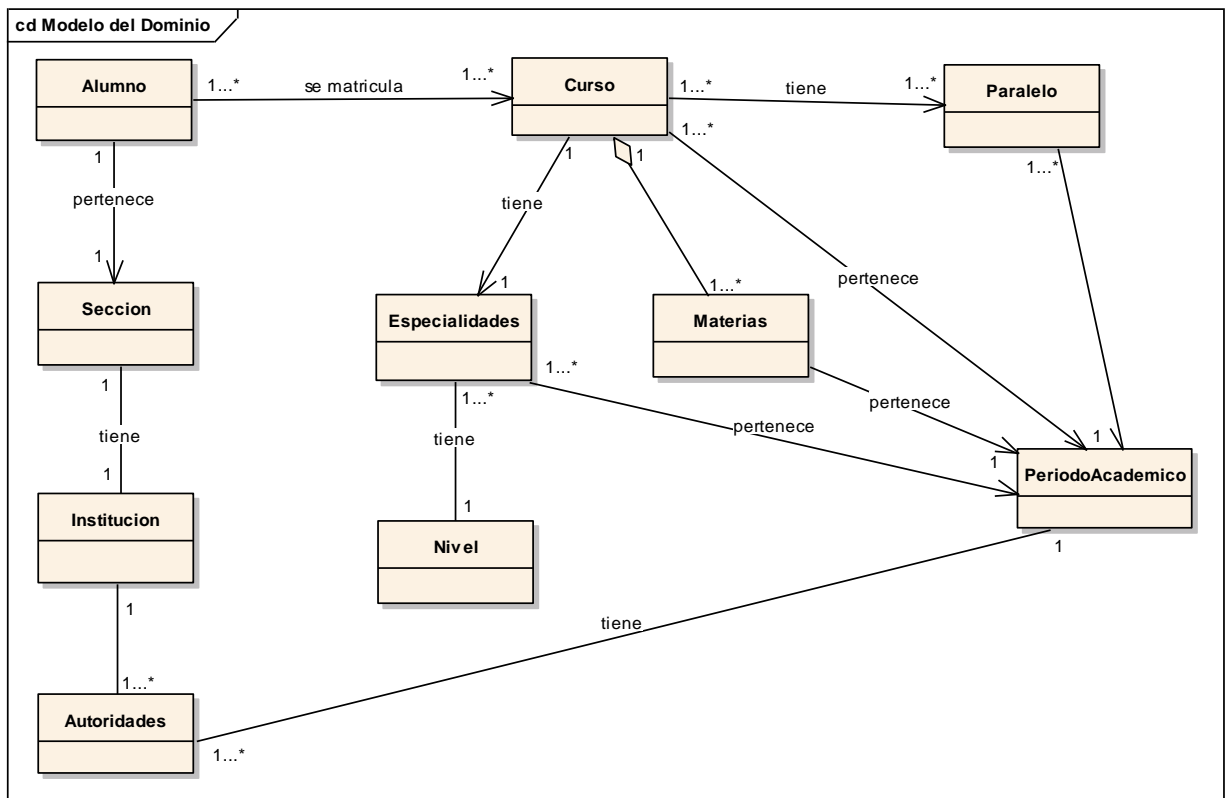 cd Modelo del Dominio
Alumno
1...*
se matricula
1...*
Curso
1...*
tiene
1...*
Paralelo
1
pertenece
1
1
tiene
1
1
1...*
1...*
pertenece
1...*
Seccion
Especialidades
Materias
1
tiene
1
1...*
tiene
1
1...*
pertenece
pertenece
1
1
PeriodoAcademico
Institucion
Nivel
1
1...*
Autoridades
1...*
tiene
1